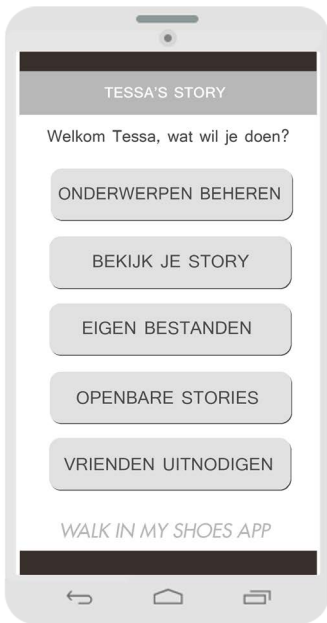 TESSA'S STORY
Welkom Tessa, wat wil je doen?
ONDERWERPEN BEHEREN
BEKIJK JE STORY
EIGEN BESTANDEN
OPENBARE STORIES
VRIENDEN UITNODIGEN
WALK IN MY SHOES APP